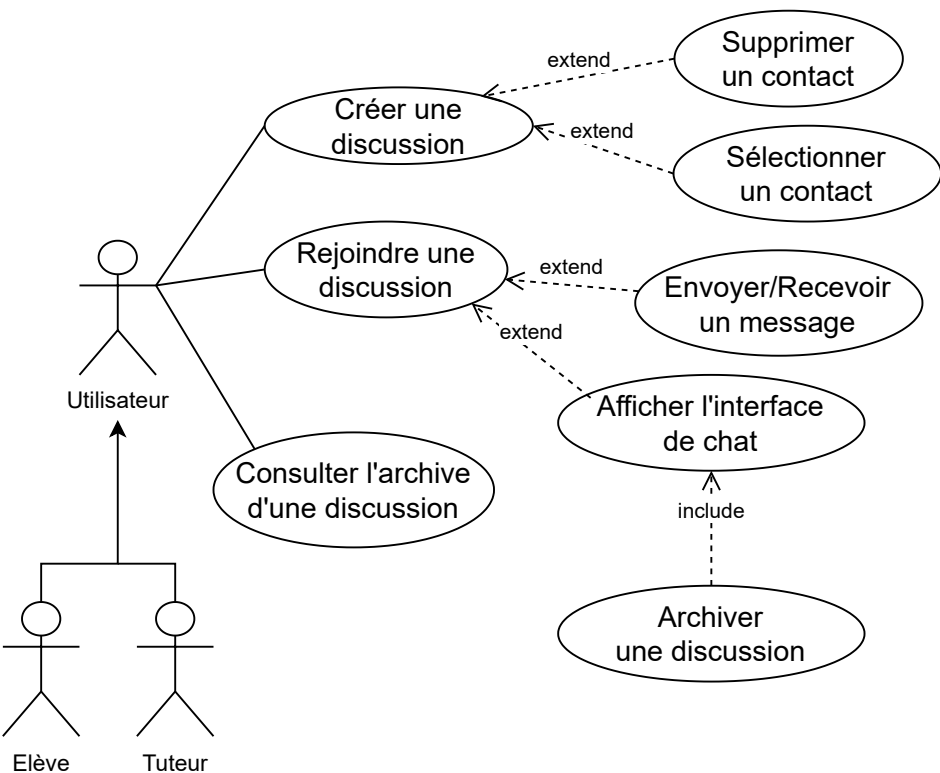 Supprimer
un contact
extend
Créer une
discussion
extend
Sélectionner
un contact
Rejoindre une
discussion
extend
Envoyer/Recevoir
un message
extend
Utilisateur
Afficher l'interface
de chat
Consulter l'archive
d'une discussion
include
Archiver
une discussion
Elève
Tuteur